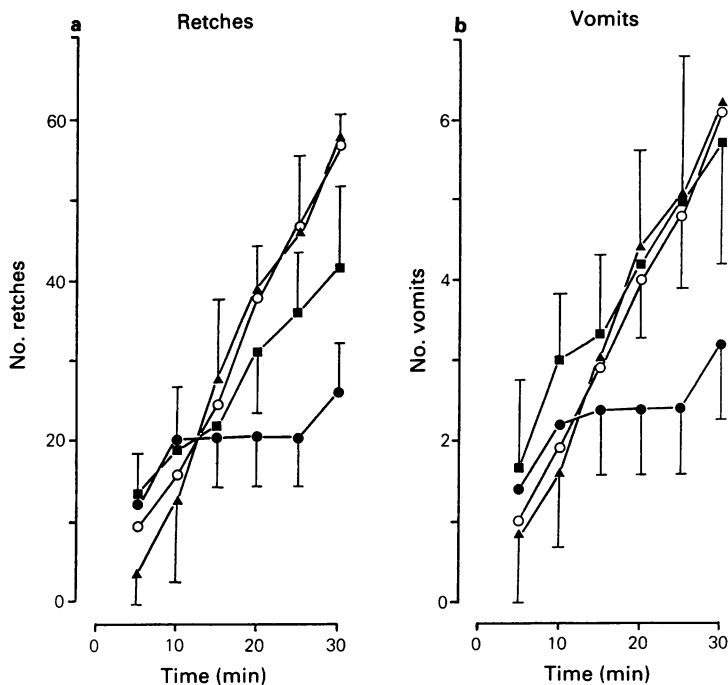 a Retches
No. retches
60
40
20
0
0 10 20 30
Time (min)
b Vomits
No. vomits
6
4
2
0
0 10 20 30
Time (min)